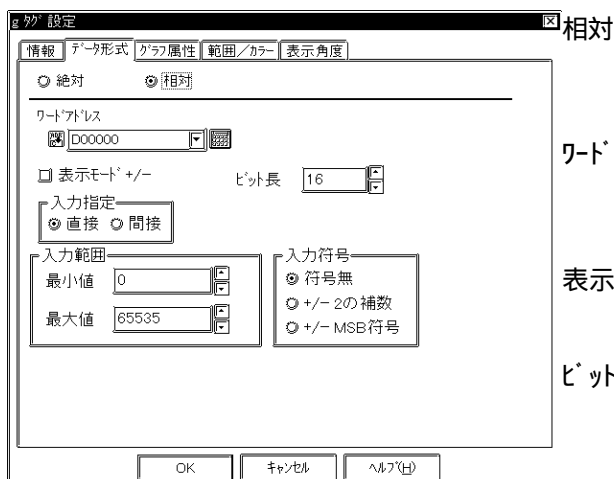 g ﾀｸﾞ 設定
情報 ﾃﾞｰﾀ形式 ｸﾞﾗﾌ属性 範囲／ｶﾗｰ 表示角度
絶対 相対
ﾜｰﾄﾞｱﾄﾞﾚｽ
D00000
表示ﾓｰﾄﾞ +/- ﾋﾞｯﾄ長 16
入力指定
直接 間接
入力範囲
最小値 0
最大値 65535
入力符号
符号無
+/- 2の補数
+/- MSB符号
OK ｷｬﾝｾﾙ ﾍﾙﾌﾟ(H)
相対
ﾜｰﾄﾞ
表示
ﾋﾞｯﾄ